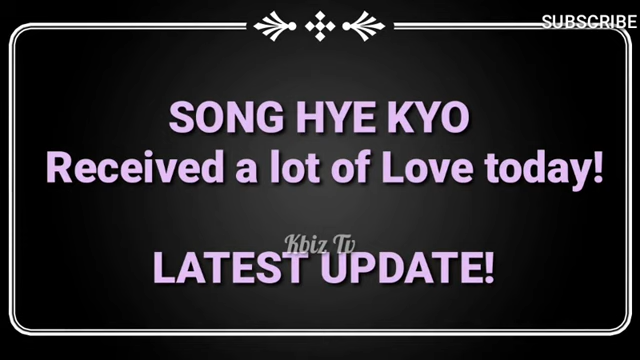 SUBSCRIBE
SONG HYE KYO
Received a lot of Love today!
Kbiz Tv
LATEST UPDATE!